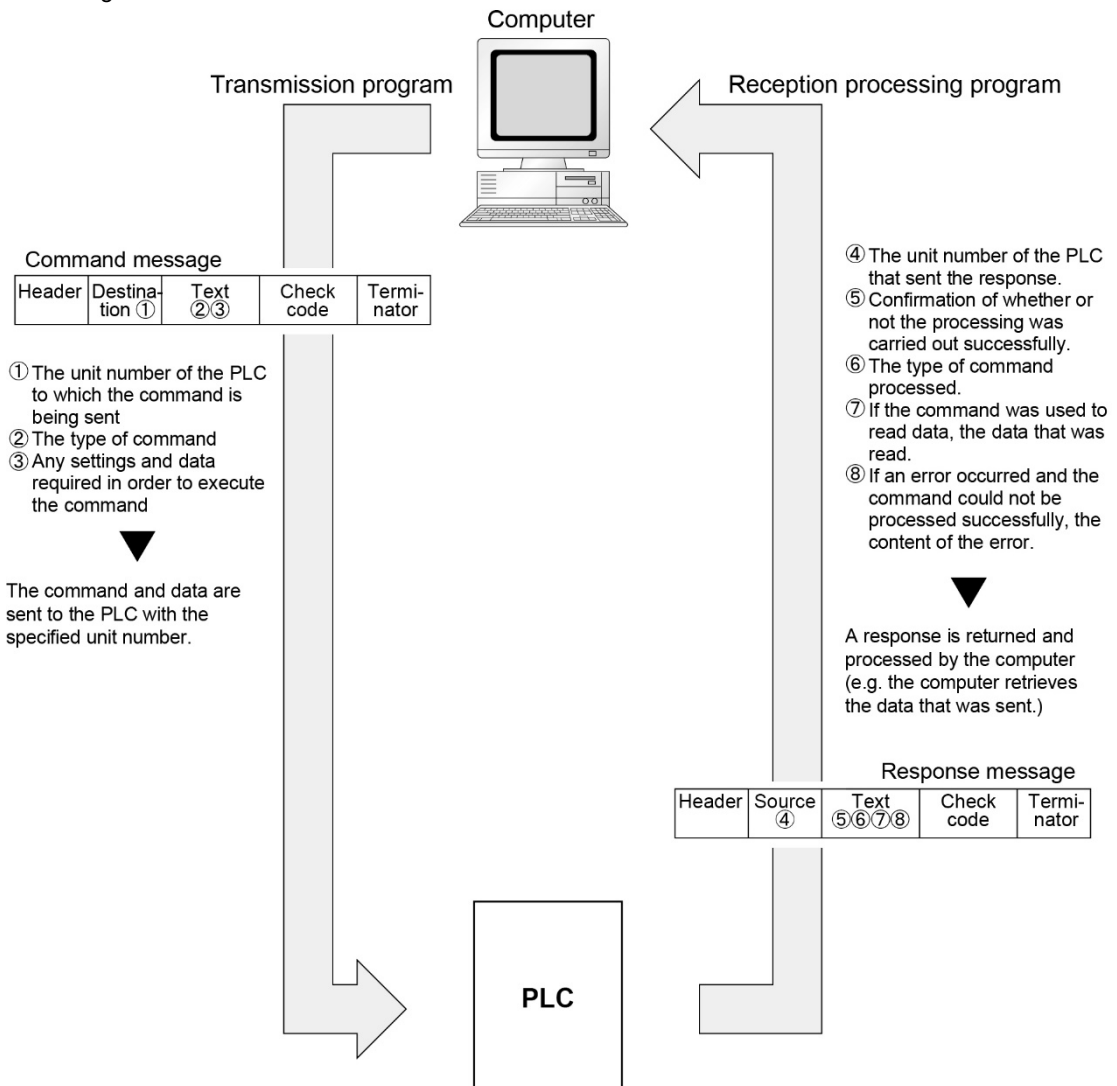 Computer
Transmission program
Reception processing program
Command message
Header
Destina-
tion ①
Text
②③
Check
code
Termi-
nator
① The unit number of the PLC
to which the command is
being sent
② The type of command
③ Any settings and data
required in order to execute
the command
The command and data are
sent to the PLC with the
specified unit number.
④ The unit number of the PLC
that sent the response.
⑤ Confirmation of whether or
not the processing was
carried out successfully.
⑥ The type of command
processed.
⑦ If the command was used to
read data, the data that was
read.
⑧ If an error occurred and the
command could not be
processed successfully, the
content of the error.
A response is returned and
processed by the computer
(e.g. the computer retrieves
the data that was sent.)
Response message
Header
Source
④
Text
⑤⑥⑦⑧
Check
code
Termi-
nator
PLC